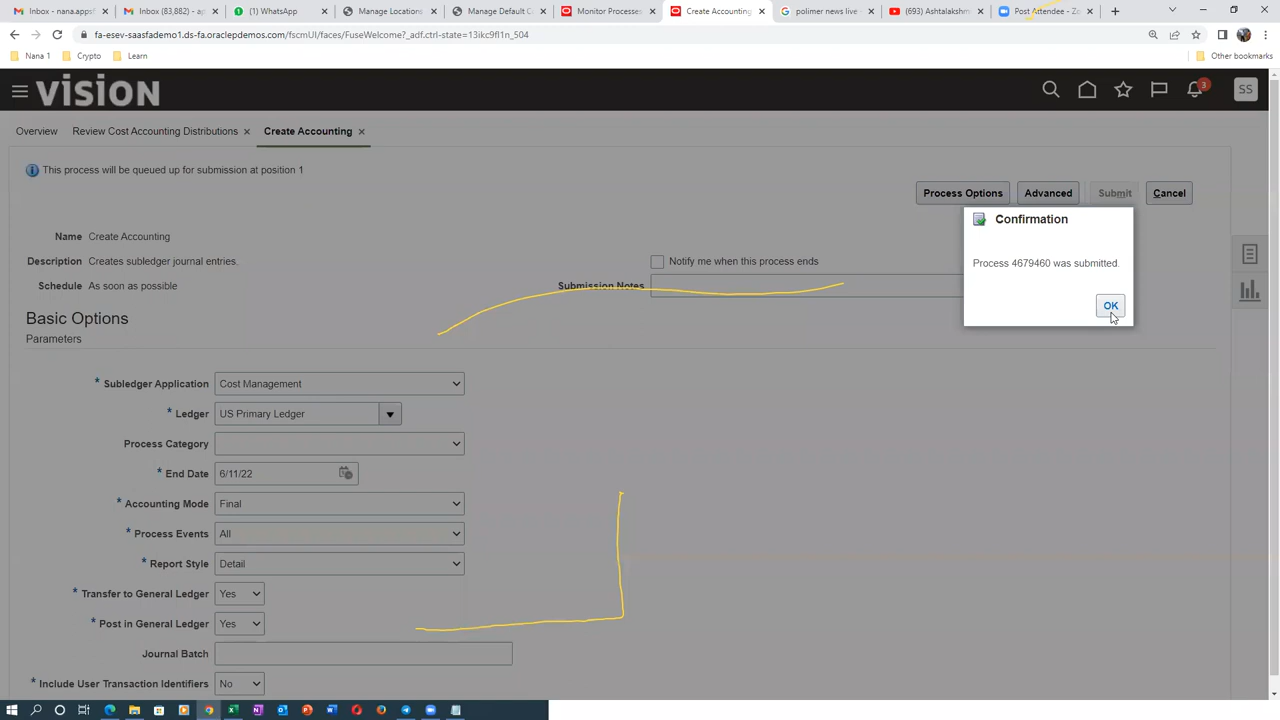 Inbox - nana.apps8
Inbox (83,882) - ap
(1) WhatsApp
Manage Locations
Manage Default C
Monitor Processes
Create Accounting
polimer news live -
(693) Ashtalakshm
Post Attendee - Zo
fa-esev-saasfademo1.ds-fa.oraclepdemos.com/fscmUI/faces/FuseWelcome?_adf.ctrl-state=13ikc9fl1n_504
Nana 1
Crypto
Learn
Other bookmarks
VISION
3
SS
Overview
Review Cost Accounting Distributions
Create Accounting
This process will be queued up for submission at position 1
Process Options
Advanced
Submit
Cancel
Confirmation
Process 4679460 was submitted.
OK
Name Create Accounting
Description Creates subledger journal entries.
Notify me when this process ends
Schedule As soon as possible
Submission Notes
Basic Options
Parameters
* Subledger Application Cost Management
* Ledger US Primary Ledger
Process Category
* End Date 6/11/22
* Accounting Mode Final
* Process Events All
* Report Style Detail
* Transfer to General Ledger Yes
* Post in General Ledger Yes
Journal Batch
* Include User Transaction Identifiers No